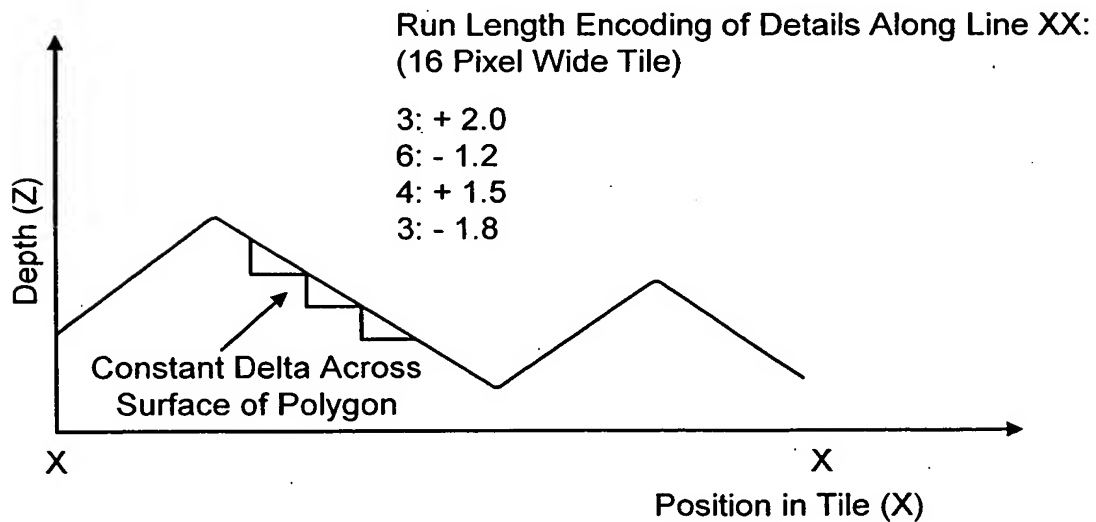 Run Length Encoding of Details Along Line XX:
(16 Pixel Wide Tile)
3: + 2.0
6: - 1.2
4: + 1.5
3: - 1.8
Depth (Z)
Constant Delta Across
Surface of Polygon
X
X
Position in Tile (X)